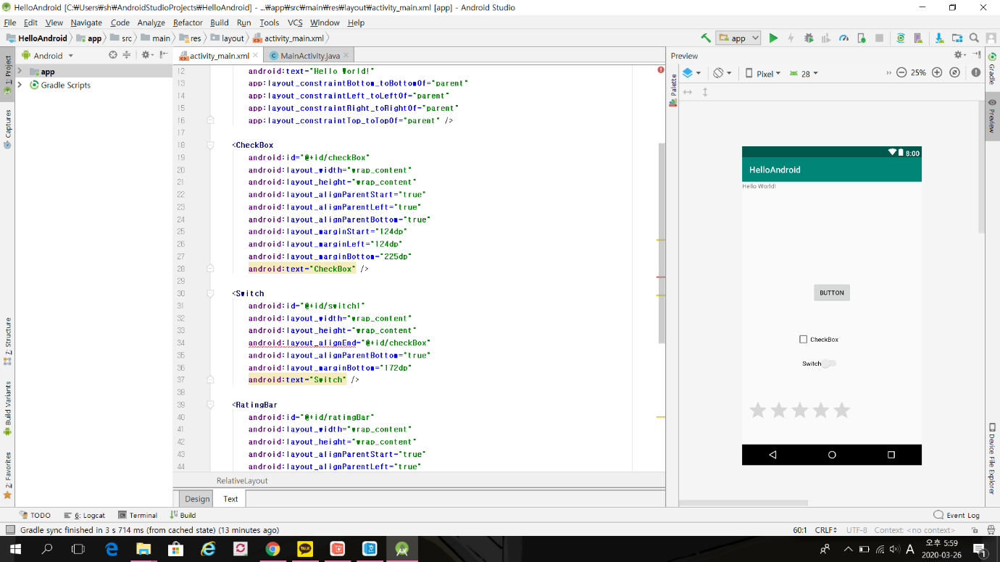 HelloAndroid [C:₩Users₩sh₩AndroidStudioProjects₩HelloAndroid] - ...₩app₩src₩main₩res₩layout₩activity_main.xml [app] - Android Studio
File Edit View Navigate Code Analyze Refactor Build Run Tools VCS Window Help
HelloAndroid app src main res layout activity_main.xml app
1: Project
Captures
7: Structure
Build Variants
2: Favorites
Android
app
Gradle Scripts
activity_main.xml MainActivity.java
12 android:text="Hello World!"
13 app:layout_constraintBottom_toBottomOf="parent"
14 app:layout_constraintLeft_toLeftOf="parent"
15 app:layout_constraintRight_toRightOf="parent"
16 app:layout_constraintTop_toTopOf="parent" />
17
18 <CheckBox
19 android:id="@+id/checkBox"
20 android:layout_width="wrap_content"
21 android:layout_height="wrap_content"
22 android:layout_alignParentStart="true"
23 android:layout_alignParentLeft="true"
24 android:layout_alignParentBottom="true"
25 android:layout_marginStart="124dp"
26 android:layout_marginLeft="124dp"
27 android:layout_marginBottom="225dp"
28 android:text="CheckBox" />
29
30 <Switch
31 android:id="@+id/switch1"
32 android:layout_width="wrap_content"
33 android:layout_height="wrap_content"
34 android:layout_alignEnd="@+id/checkBox"
35 android:layout_alignParentBottom="true"
36 android:layout_marginBottom="172dp"
37 android:text="Switch" />
38
39 <RatingBar
40 android:id="@+id/ratingBar"
41 android:layout_width="wrap_content"
42 android:layout_height="wrap_content"
43 android:layout_alignParentStart="true"
44 android:layout_alignParentLeft="true"
RelativeLayout
Design Text
Preview
Palette
Pixel 28 25%
8:00
HelloAndroid
Hello World!
BUTTON
CheckBox
Switch
Gradle
Preview
Device File Explorer
TODO 6: Logcat Terminal Build Event Log
Gradle sync finished in 3 s 714 ms (from cached state) (13 minutes ago) 60:1 CRLF UTF-8 Context: <no context>
TALK
A 오후 5:59
2020-03-26
1